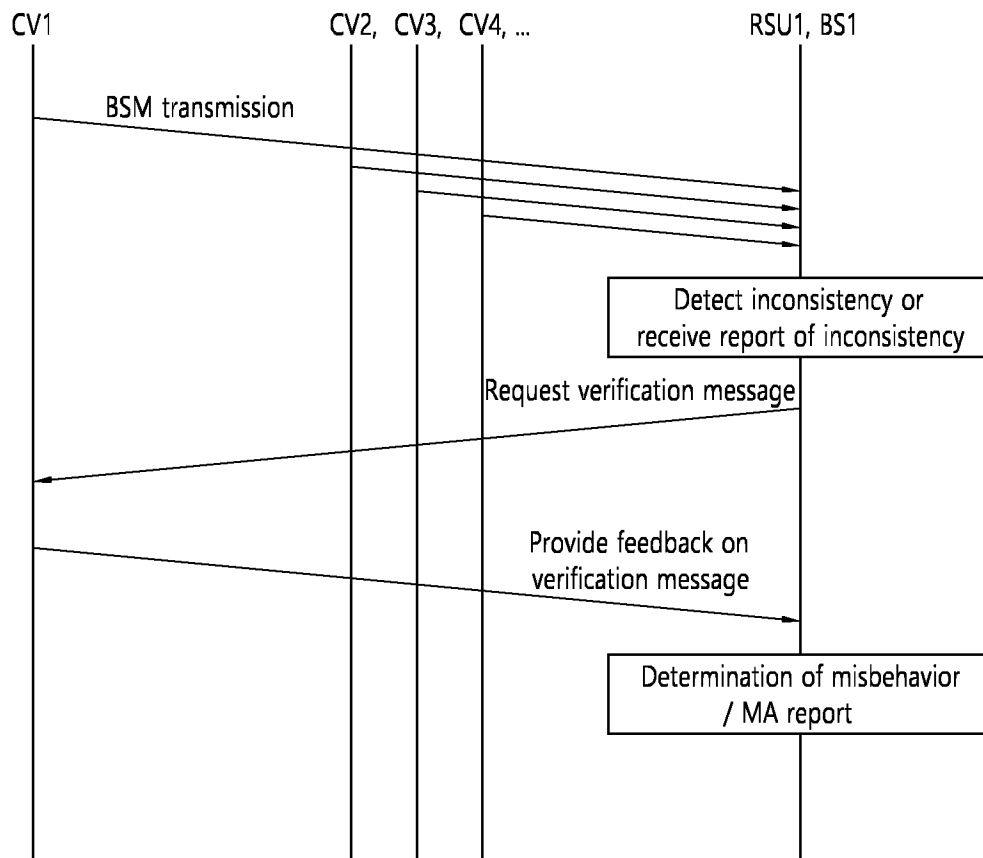 CV1
CV2, CV3, CV4, ...
RSU1, BS1
BSM transmission
Detect inconsistency or
receive report of inconsistency
Request verification message
Provide feedback on
verification message
Determination of misbehavior
/ MA report